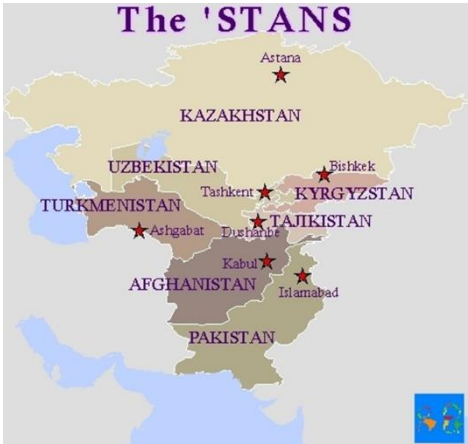 The 'STANS
Astana
KAZAKHSTAN
Bishkek
UZBEKISTAN
Tashkent
KYRGYZSTAN
TURKMENISTAN
TAJIKISTAN
Ashgabat
Dushanbe
Kabul
AFGHANISTAN
Islamabad
PAKISTAN